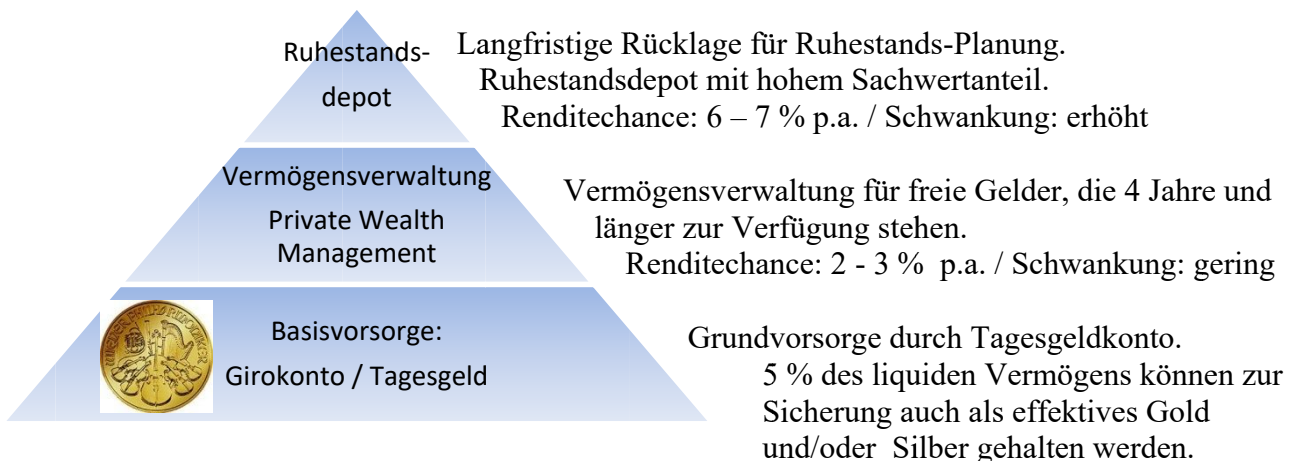 Ruhestands-
depot
Langfristige Rücklage für Ruhestands-Planung.
Ruhestandsdepot mit hohem Sachwertanteil.
Renditechance: 6 – 7 % p.a. / Schwankung: erhöht
Vermögensverwaltung
Private Wealth
Management
Vermögensverwaltung für freie Gelder, die 4 Jahre und
länger zur Verfügung stehen.
Renditechance: 2 - 3 % p.a. / Schwankung: gering
Basisvorsorge:
Girokonto / Tagesgeld
Grundvorsorge durch Tagesgeldkonto.
5 % des liquiden Vermögens können zur
Sicherung auch als effektives Gold
und/oder Silber gehalten werden.